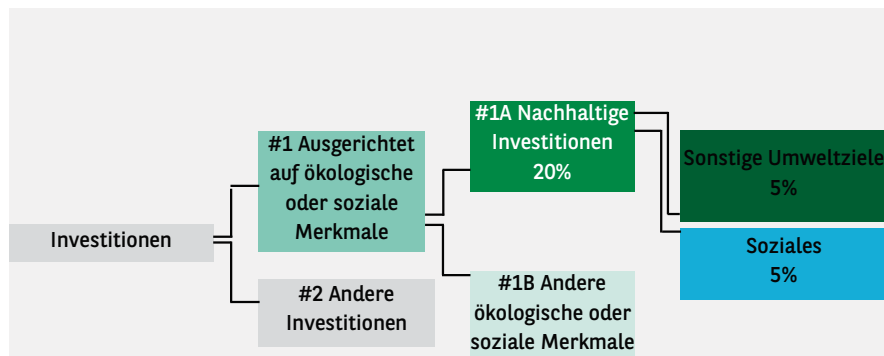 Investitionen
#1 Ausgerichtet
auf ökologische
oder soziale
Merkmale
#2 Andere
Investitionen
#1A Nachhaltige
Investitionen
20%
#1B Andere
ökologische oder
soziale Merkmale
Sonstige Umweltziele
5%
Soziales
5%